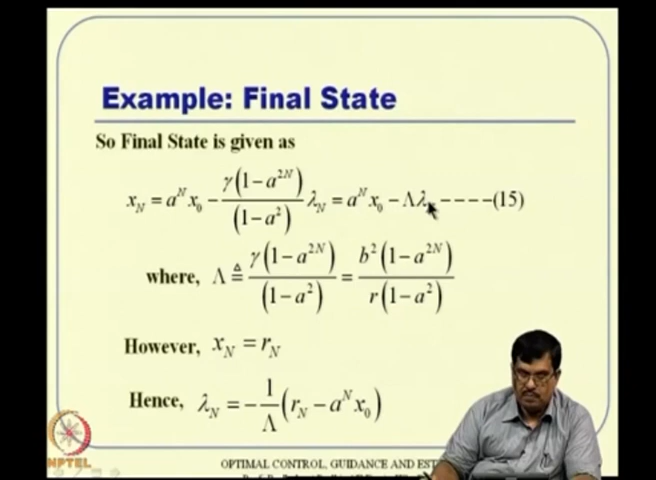 Example: Final State
So Final State is given as
x_N = a^N x_0 - γ(1-a^{2N})/(1-a^2) λ_N = a^N x_0 - Λλ ----(15)
where, Λ ≜ γ(1-a^{2N})/(1-a^2) = b^2(1-a^{2N})/r(1-a^2)
However, x_N = r_N
Hence, λ_N = -1/Λ (r_N - a^N x_0)
NPTEL
OPTIMAL CONTROL, GUIDANCE AND EST